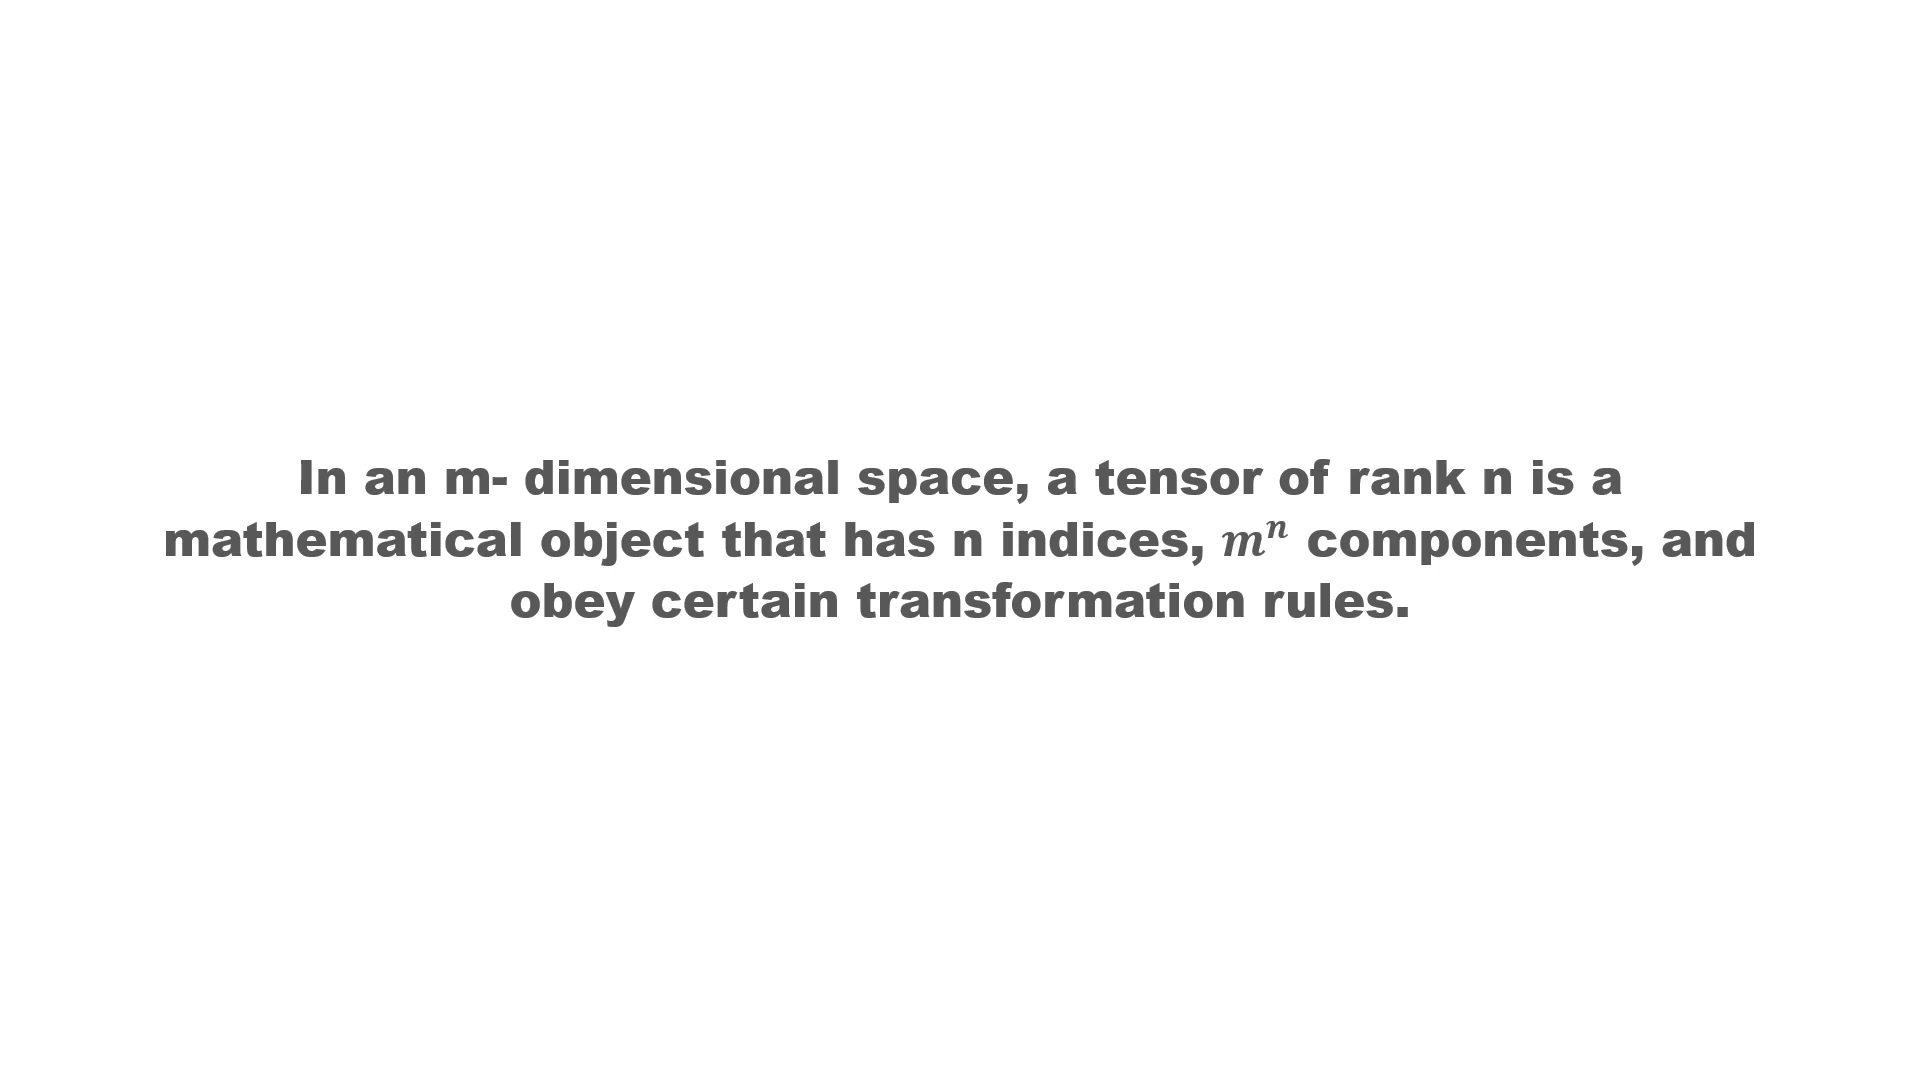 In an m- dimensional space, a tensor of rank n is a
mathematical object that has n indices, $m^n$ components, and
obey certain transformation rules.